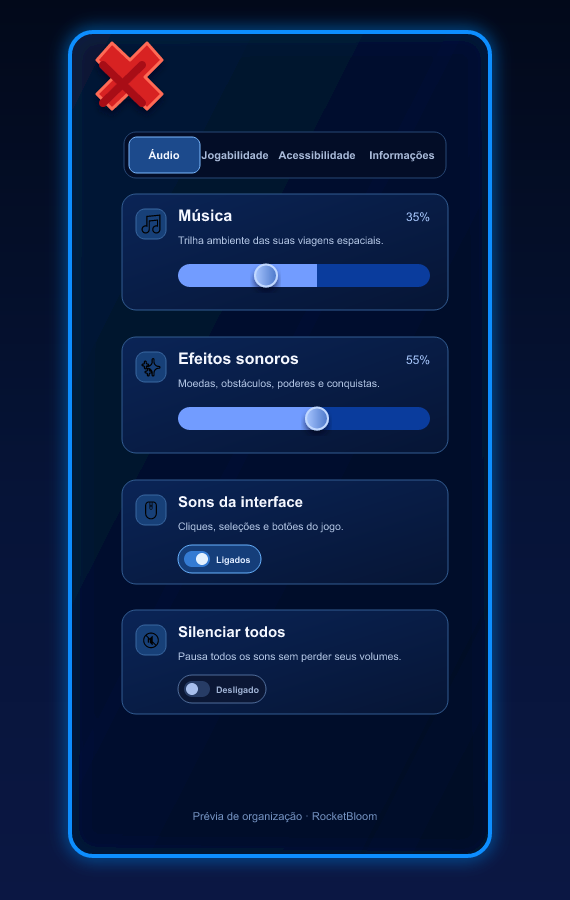 Áudio Jogabilidade Acessibilidade Informações
Música 35%
Trilha ambiente das suas viagens espaciais.
Efeitos sonoros 55%
Moedas, obstáculos, poderes e conquistas.
Sons da interface
Cliques, seleções e botões do jogo.
Ligados
Silenciar todos
Pausa todos os sons sem perder seus volumes.
Desligado
Prévia de organização · RocketBloom